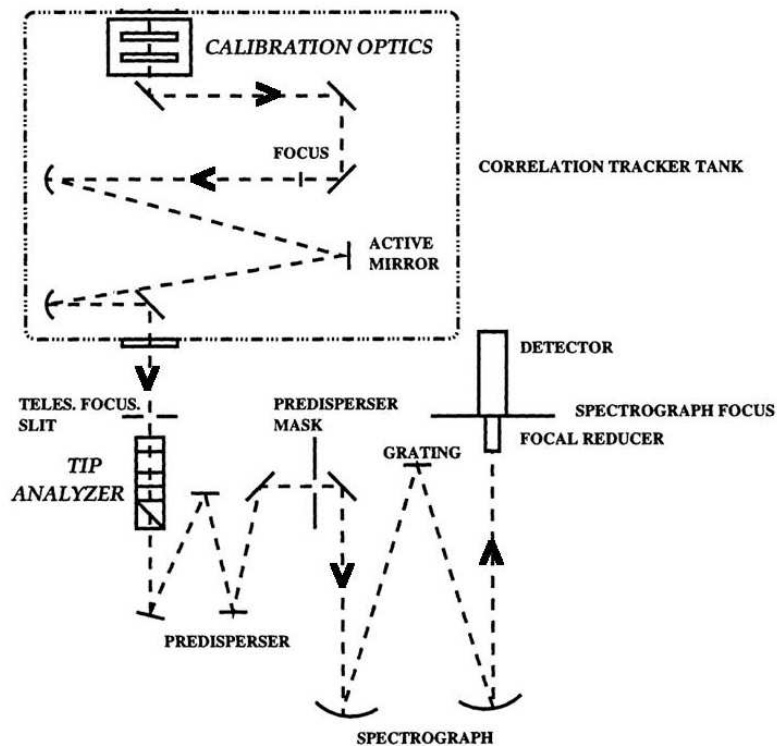 CALIBRATION OPTICS
FOCUS
CORRELATION TRACKER TANK
ACTIVE
MIRROR
DETECTOR
TELES. FOCUS.
SLIT
PREDISPERSER
MASK
SPECTROGRAPH FOCUS
FOCAL REDUCER
GRATING
TIP
ANALYZER
PREDISPERSER
SPECTROGRAPH